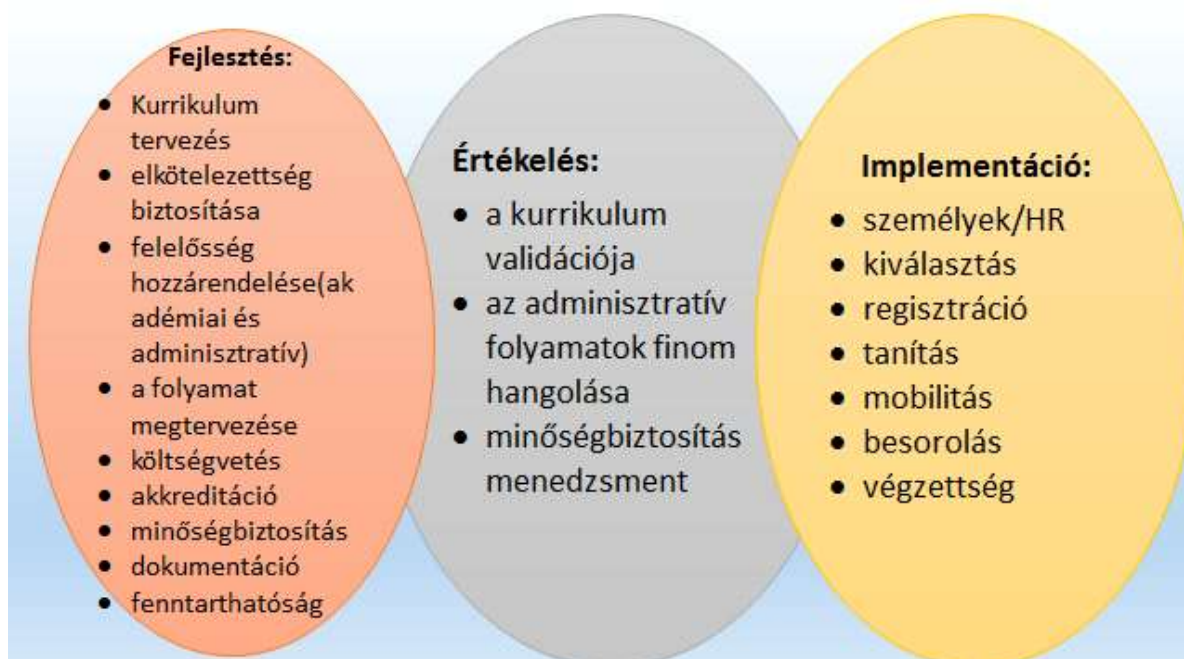 Fejlesztés:
• Kurrikulum
tervezés
• elkötelezettség
biztosítása
• felelősség
hozzárendelése(ak
adémiai és
adminisztratív)
• a folyamat
megtervezése
• költségvetés
• akkreditáció
• minőségbiztosítás
• dokumentáció
• fenntarthatóság
Értékelés:
• a kurrikulum
validációja
• az adminisztratív
folyamatok finom
hangolása
• minőségbiztosítás
menedzsment
Implementáció:
• személyek/HR
• kiválasztás
• regisztráció
• tanítás
• mobilitás
• besorolás
• végzettség